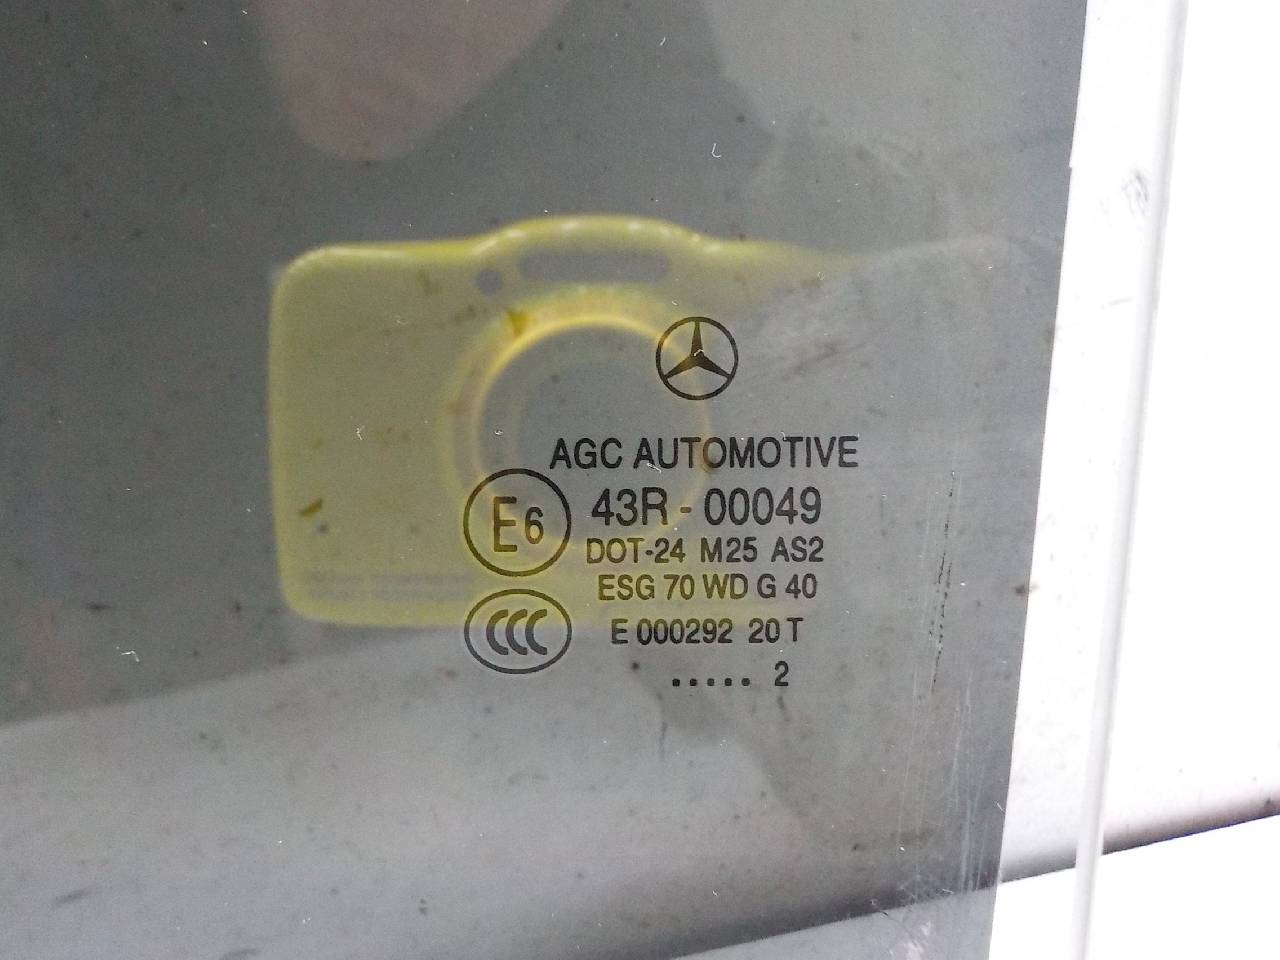 AGC AUTOMOTIVE
E6 43R - 00049
DOT-24 M25 AS2
ESG 70 WD G 40
CCC E 000292 20 T
..... 2